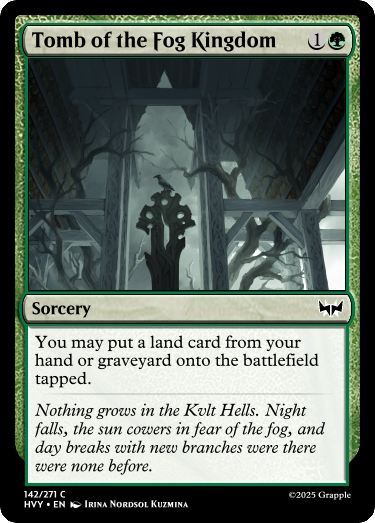 Tomb of the Fog Kingdom 1
Sorcery
You may put a land card from your
hand or graveyard onto the battlefield
tapped.
Nothing grows in the Kvlt Hells. Night
falls, the sun cowers in fear of the fog, and
day breaks with new branches were there
were none before.
142/271 C
HVY • EN Irina Nordsol Kuzmina
©2025 Grapple